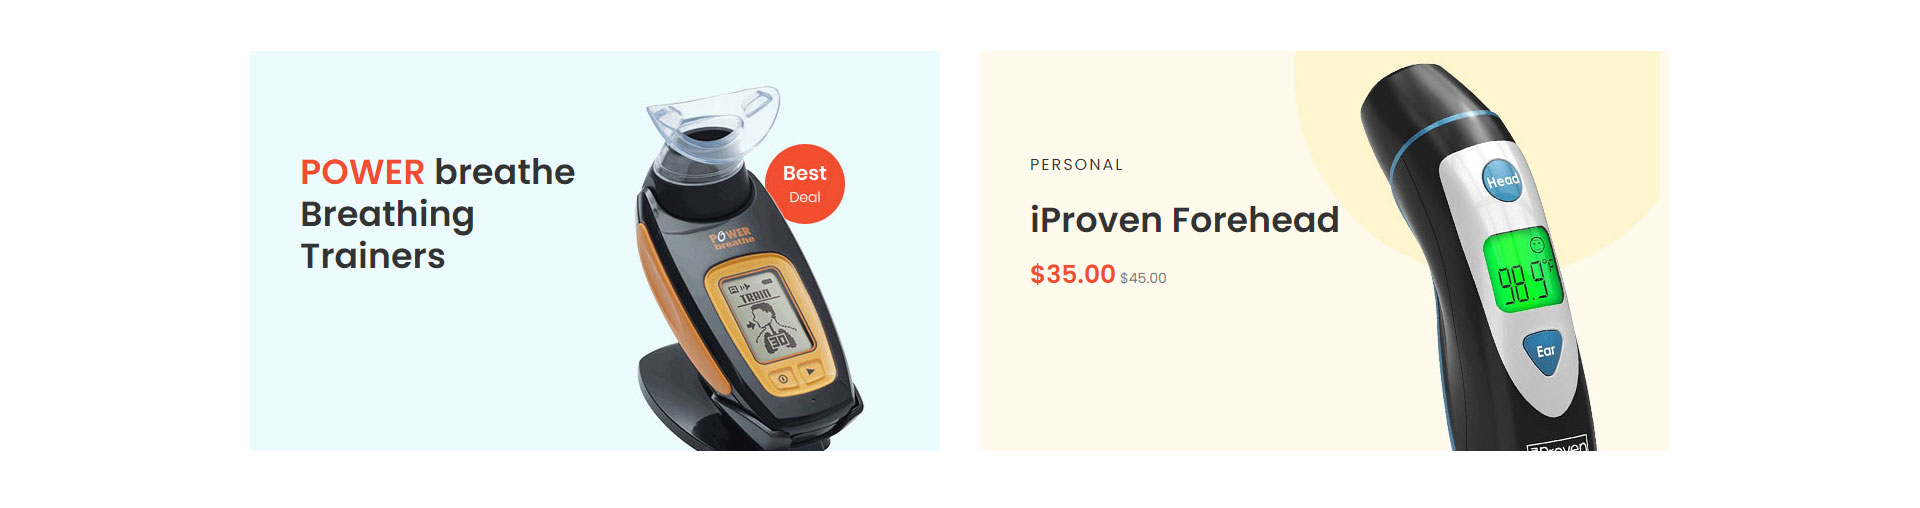 POWER breathe
Breathing
Trainers
Best
Deal
POWER
breathe
TRAIN
30
PERSONAL
iProven Forehead
$35.00 $45.00
Head
98.9°F
Ear
iProven